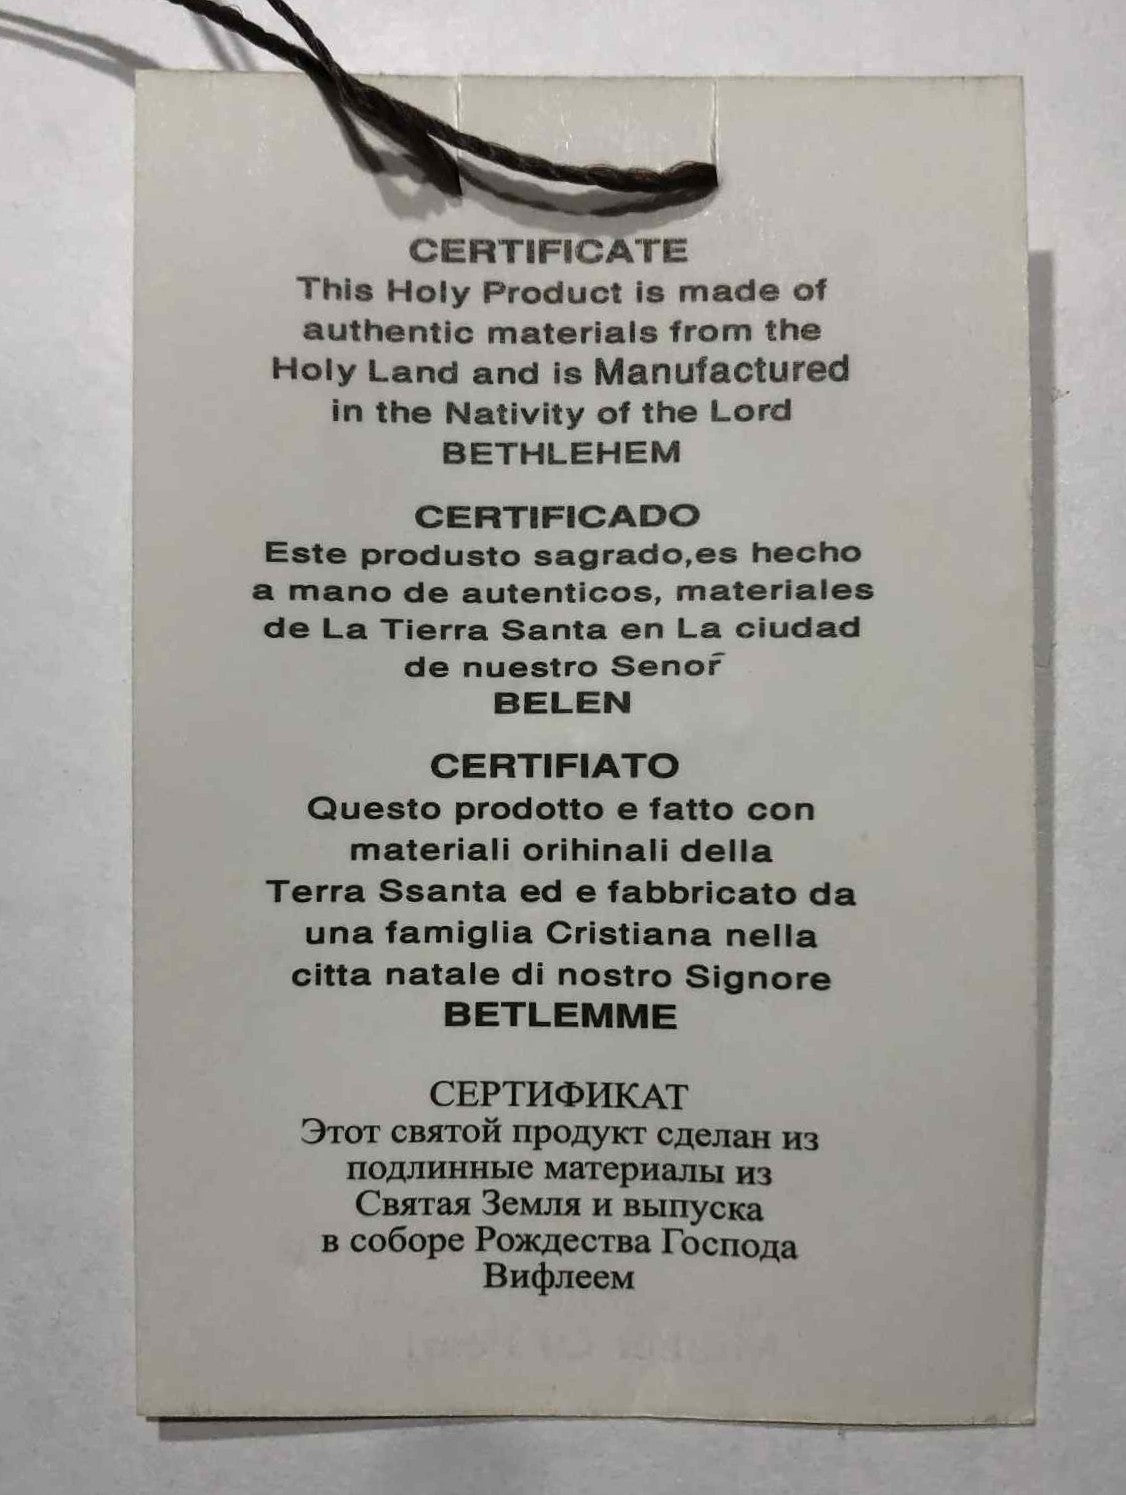 CERTIFICATE
This Holy Product is made of
authentic materials from the
Holy Land and is Manufactured
in the Nativity of the Lord
BETHLEHEM
CERTIFICADO
Este produsto sagrado,es hecho
a mano de autenticos, materiales
de La Tierra Santa en La ciudad
de nuestro Senor̄
BELEN
CERTIFIATO
Questo prodotto e fatto con
materiali orihinali della
Terra Ssanta ed e fabbricato da
una famiglia Cristiana nella
citta natale di nostro Signore
BETLEMME
СЕРТИФИКАТ
Этот святой продукт сделан из
подлинные материалы из
Святая Земля и выпуска
в соборе Рождества Господа
Вифлеем